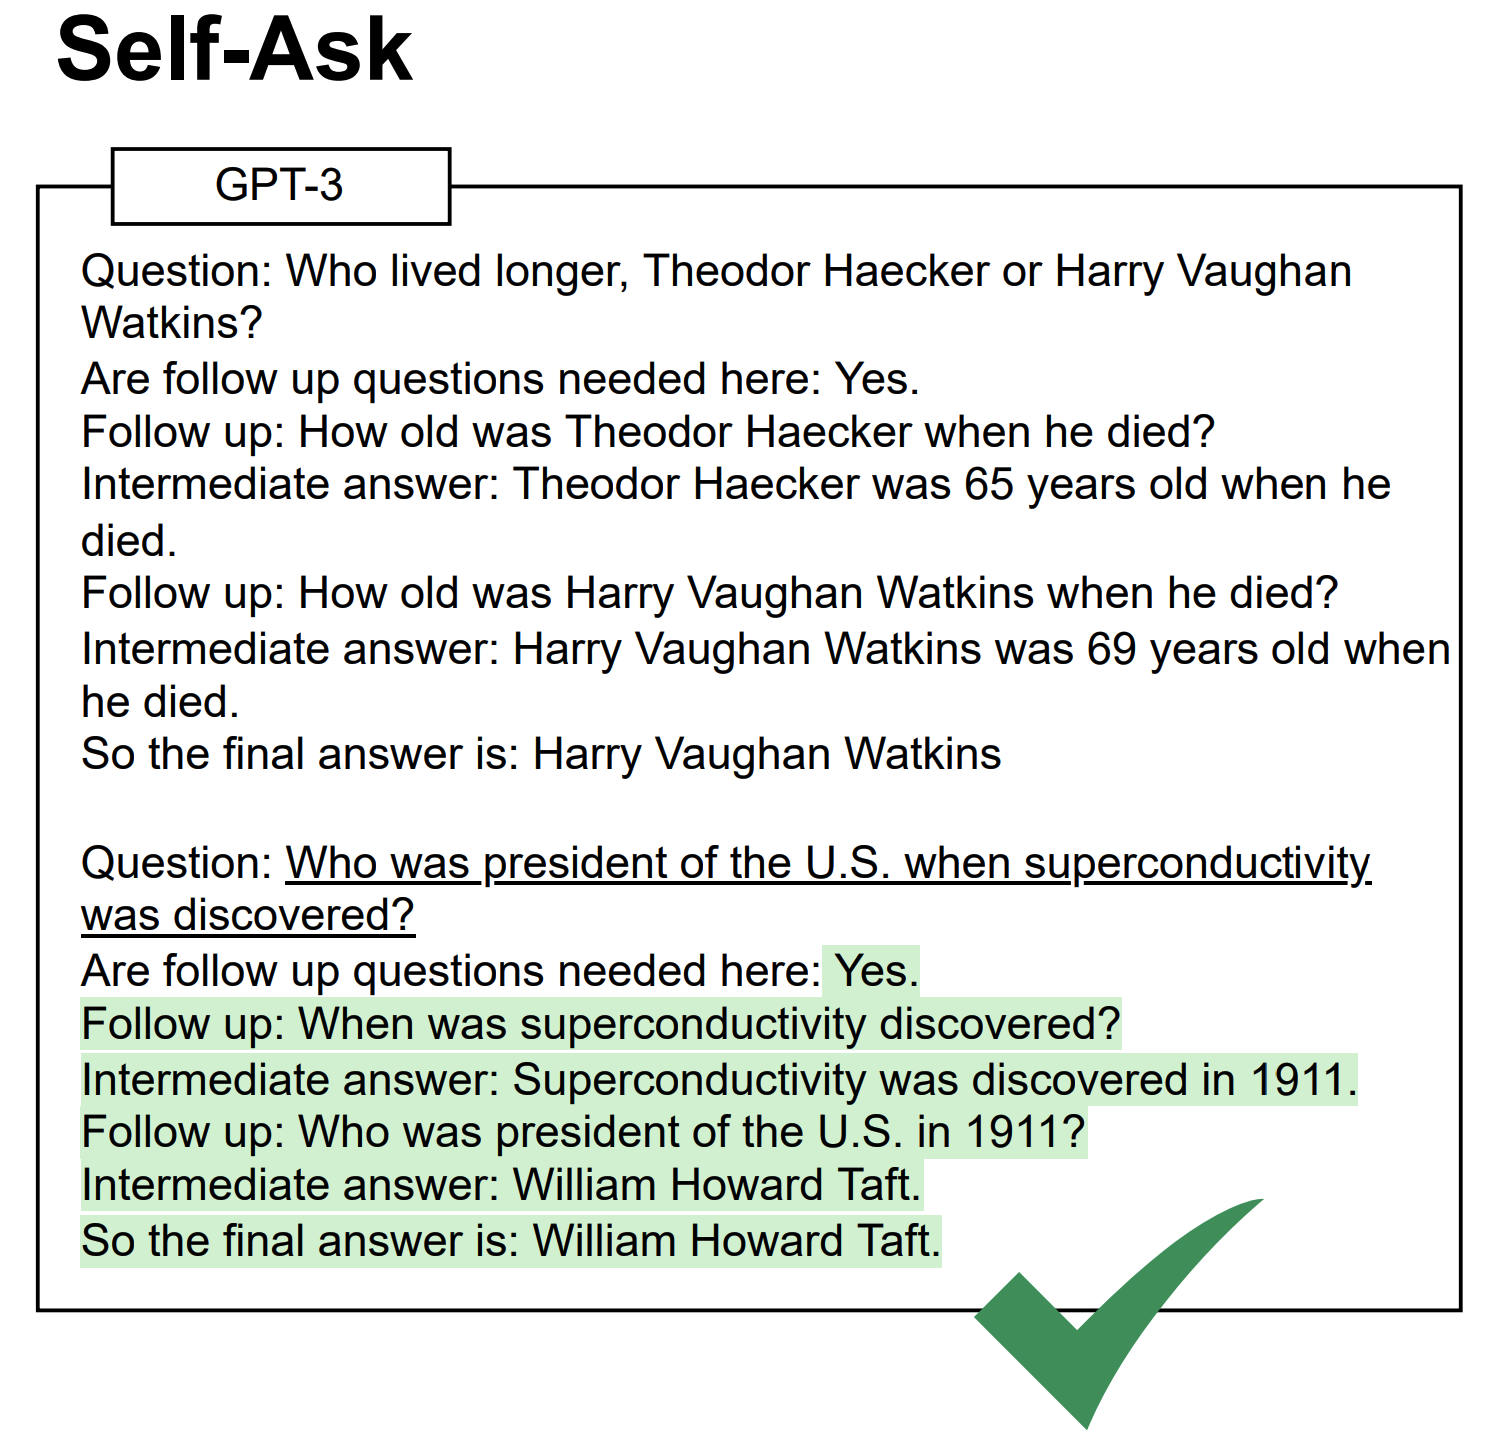 Self-Ask
GPT-3
Question: Who lived longer, Theodor Haecker or Harry Vaughan
Watkins?
Are follow up questions needed here: Yes.
Follow up: How old was Theodor Haecker when he died?
Intermediate answer: Theodor Haecker was 65 years old when he
died.
Follow up: How old was Harry Vaughan Watkins when he died?
Intermediate answer: Harry Vaughan Watkins was 69 years old when
he died.
So the final answer is: Harry Vaughan Watkins
Question: Who was president of the U.S. when superconductivity
was discovered?
Are follow up questions needed here: Yes.
Follow up: When was superconductivity discovered?
Intermediate answer: Superconductivity was discovered in 1911.
Follow up: Who was president of the U.S. in 1911?
Intermediate answer: William Howard Taft.
So the final answer is: William Howard Taft.